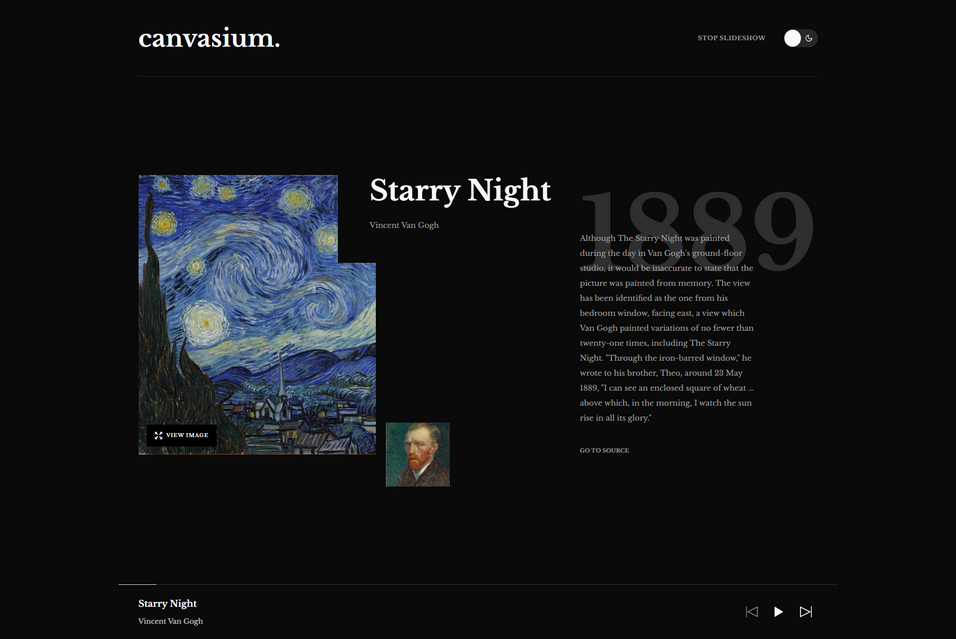 canvasium.
STOP SLIDESHOW
Starry Night
Vincent Van Gogh
1889
Although The Starry Night was painted
during the day in Van Gogh's ground-floor
studio, it would be inaccurate to state that the
picture was painted from memory. The view
has been identified as the one from his
bedroom window, facing east, a view which
Van Gogh painted variations of no fewer than
twenty-one times, including The Starry
Night. "Through the iron-barred window," he
wrote to his brother, Theo, around 23 May
1889, "I can see an enclosed square of wheat ...
above which, in the morning, I watch the sun
rise in all its glory."
VIEW IMAGE
GO TO SOURCE
Starry Night
Vincent Van Gogh